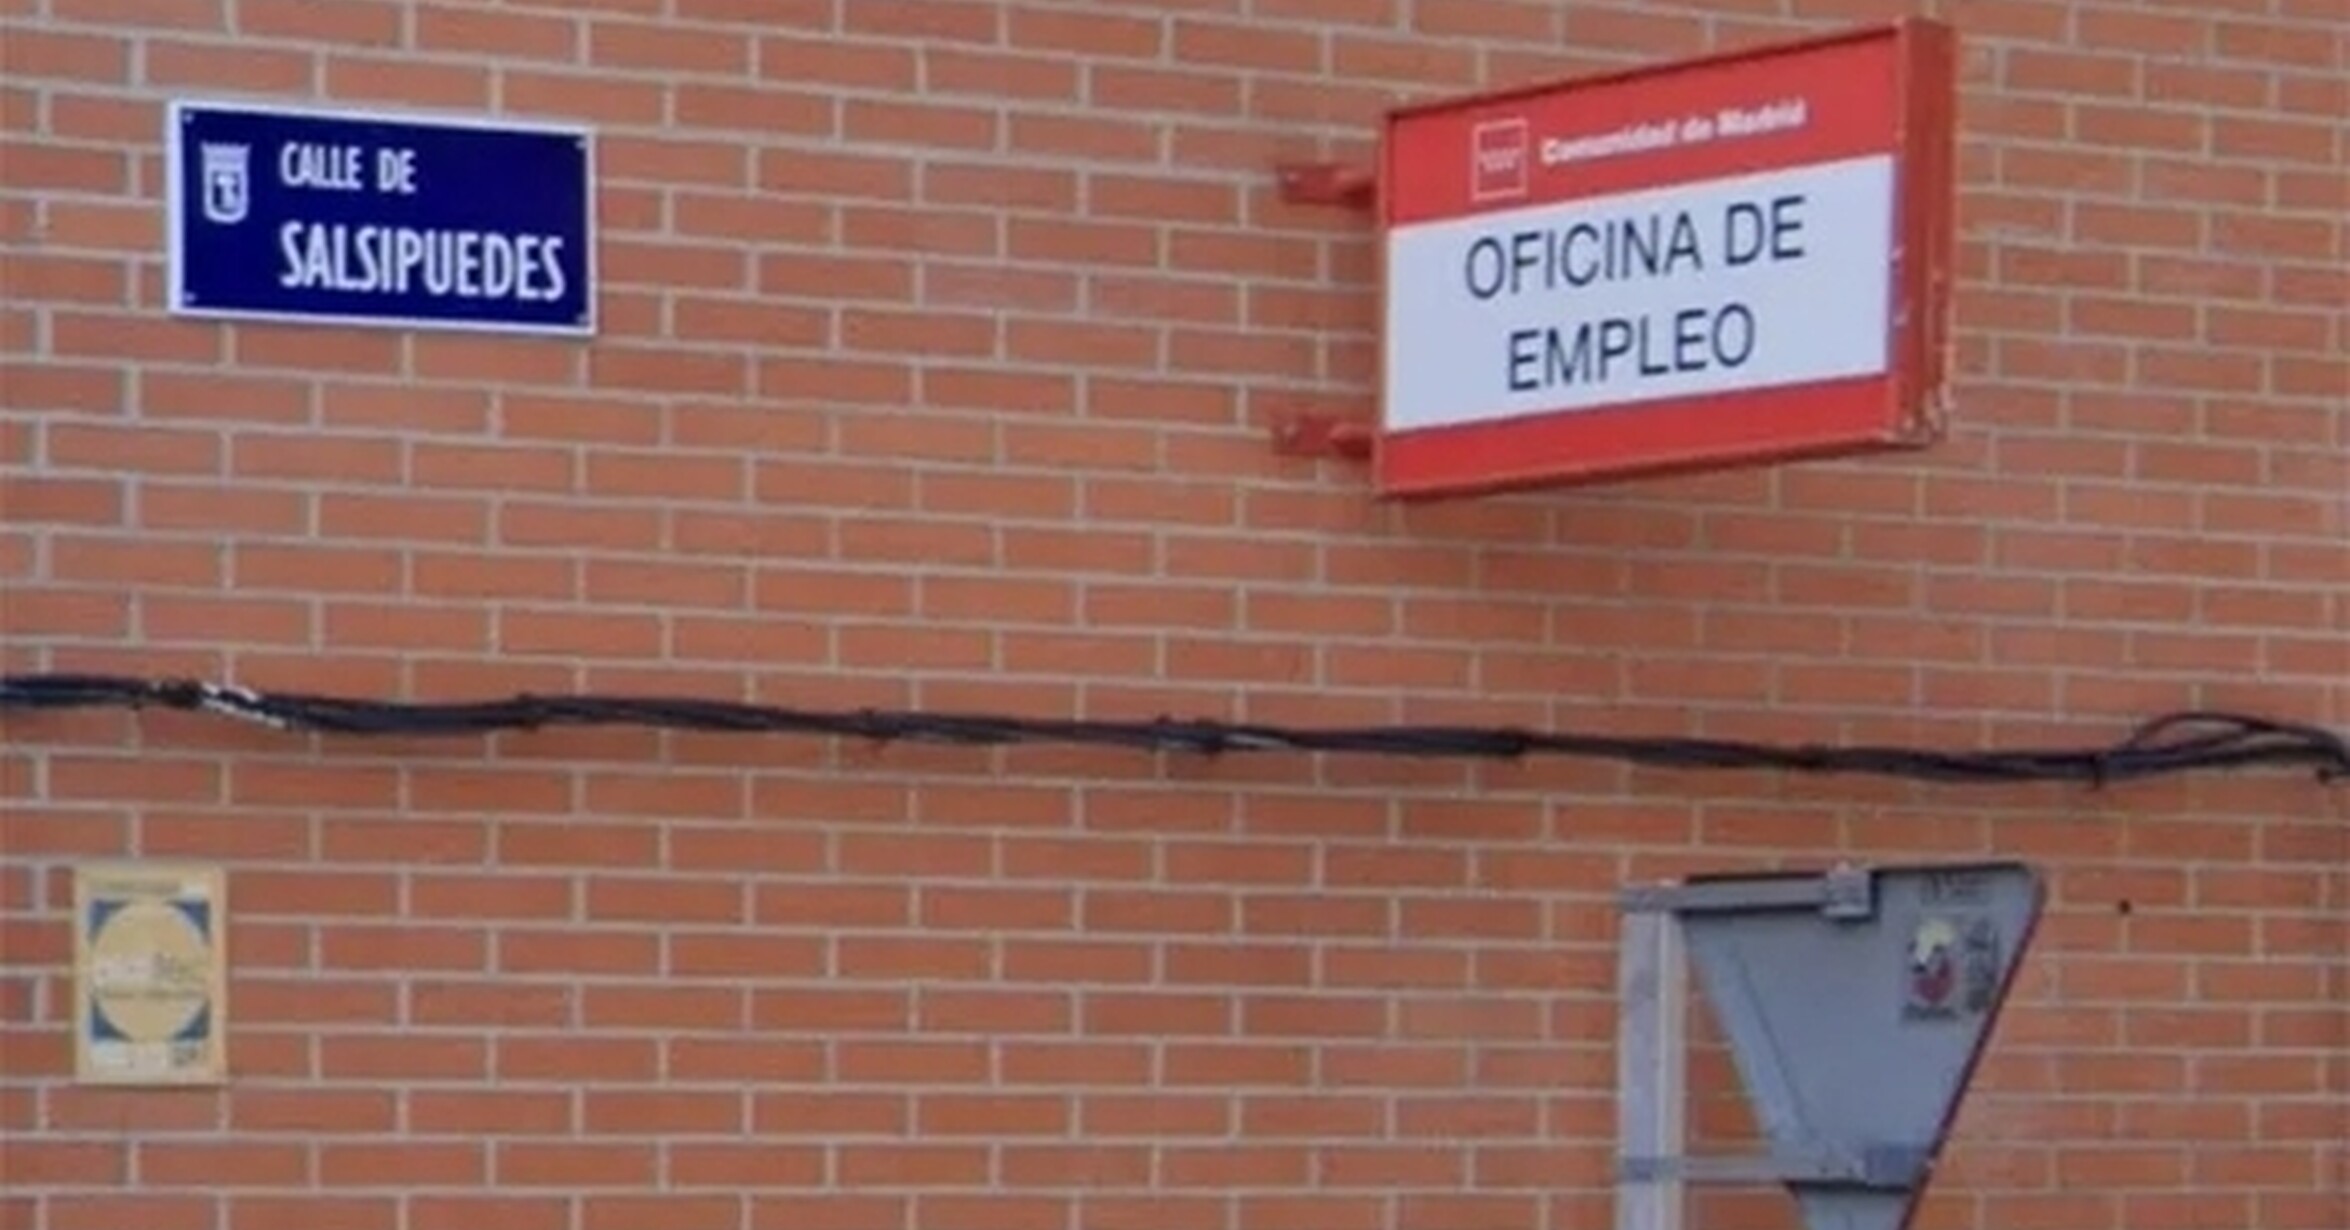 CALLE DE
SALSIPUEDES
Comunidad de Madrid
OFICINA DE
EMPLEO